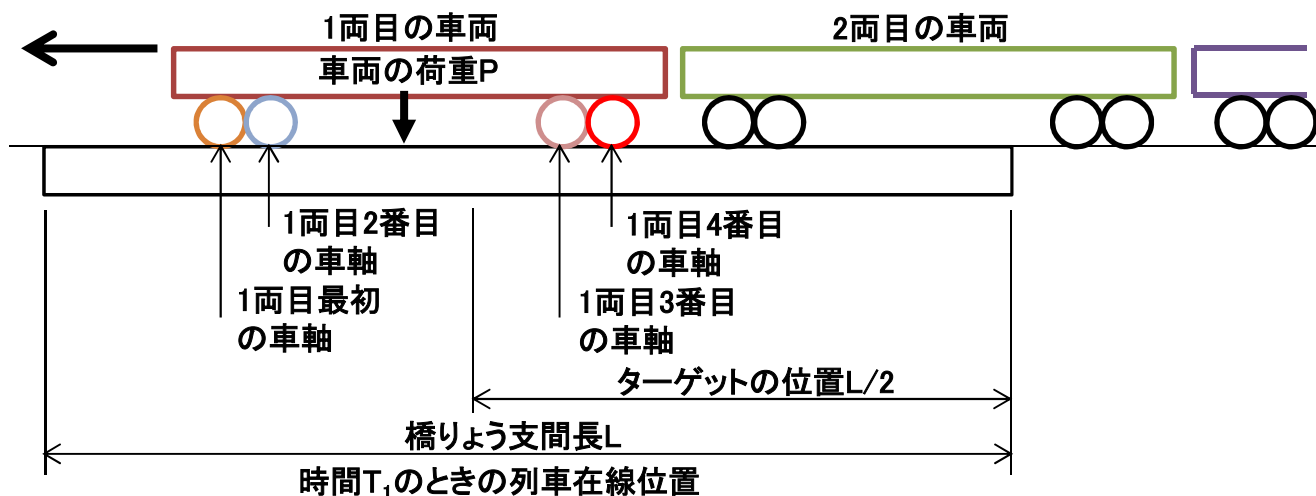 1両目の車両
2両目の車両
車両の荷重P
1両目2番目
の車軸
1両目4番目
の車軸
1両目最初
の車軸
1両目3番目
の車軸
ターゲットの位置L/2
橋りょう支間長L
時間T₁のときの列車在線位置